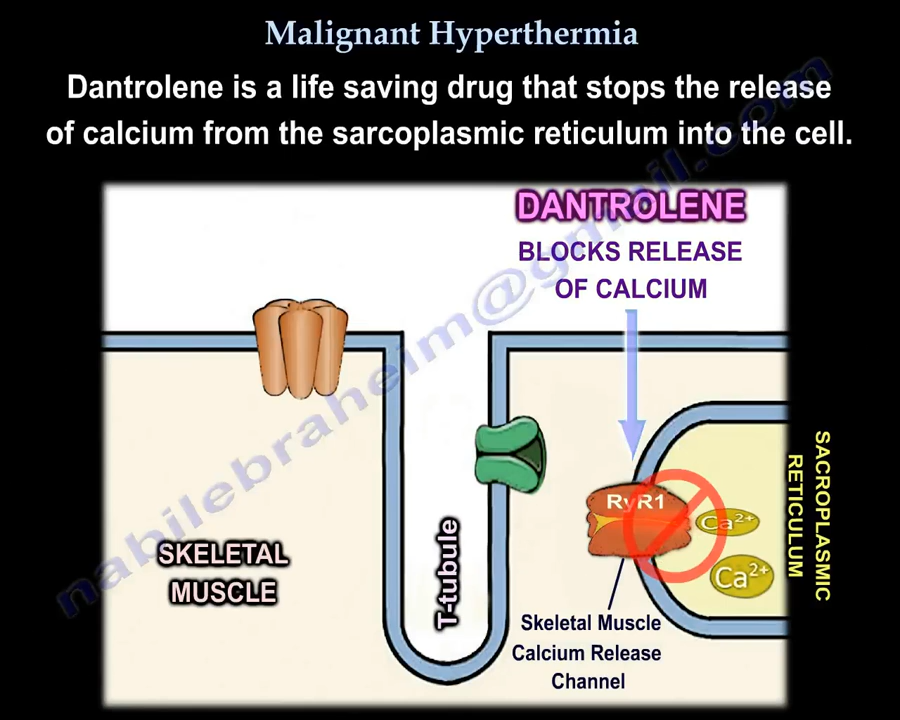 Malignant Hyperthermia
Dantrolene is a life saving drug that stops the release
of calcium from the sarcoplasmic reticulum into the cell.
DANTROLENE
BLOCKS RELEASE
OF CALCIUM
RyR1
Ca2+
Ca2+
SACROPLASMIC
RETICULUM
SKELETAL
MUSCLE
T-tubule
Skeletal Muscle
Calcium Release
Channel
nabilebraheim@gmail.com